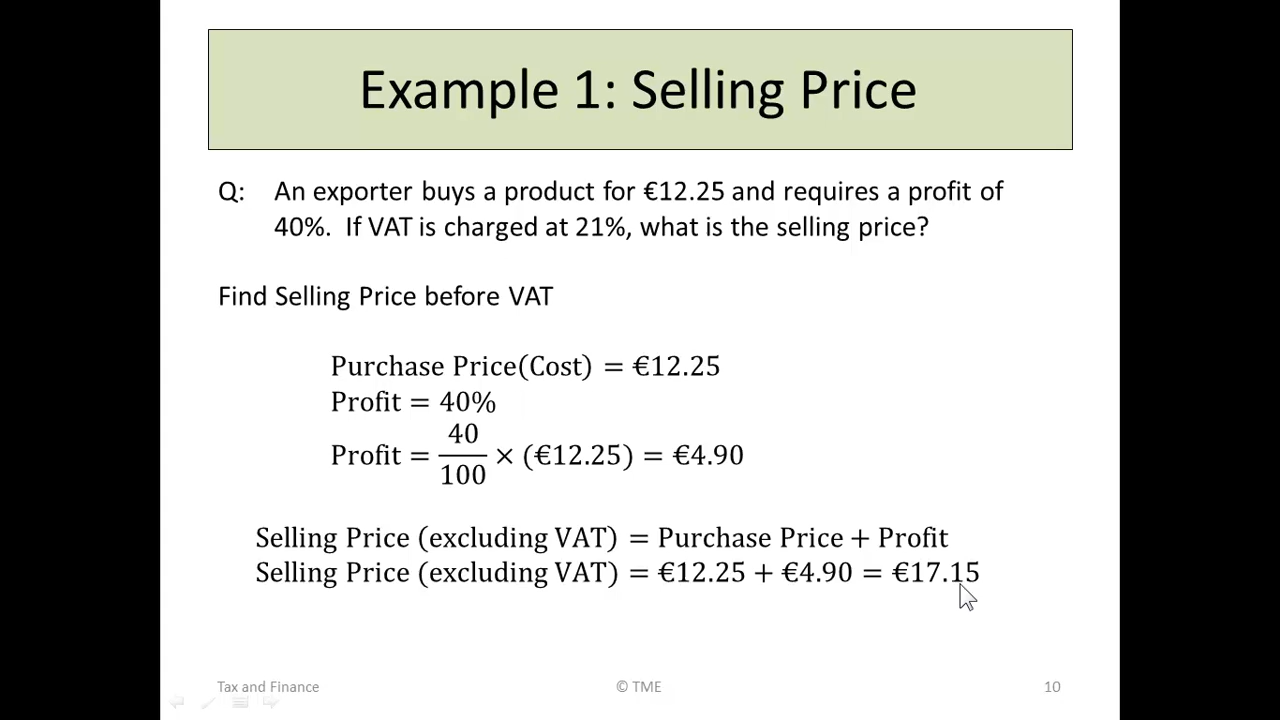 Example 1: Selling Price
Q: An exporter buys a product for €12.25 and requires a profit of
40%. If VAT is charged at 21%, what is the selling price?
Find Selling Price before VAT
Purchase Price(Cost) = €12.25
Profit = 40%
Profit = 40/100 × (€12.25) = €4.90
Selling Price (excluding VAT) = Purchase Price + Profit
Selling Price (excluding VAT) = €12.25 + €4.90 = €17.15
Tax and Finance
© TME
10